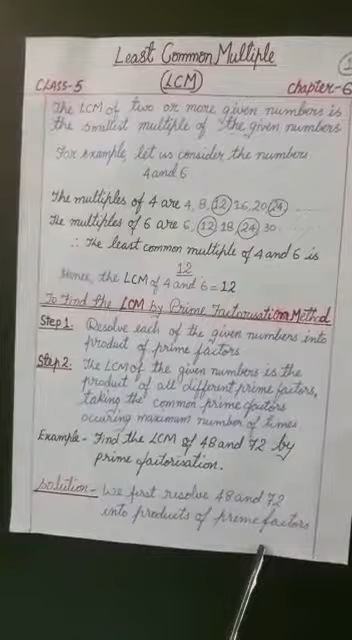 Least Common Multiple
(LCM)
CLASS-5
chapter-6
The LCM of two or more given numbers is
the smallest multiple of the given numbers
For example, let us consider the numbers
4 and 6
The multiples of 4 are 4, 8, 12, 16, 20, 24 .....
The multiples of 6 are 6, 12, 18, 24, 30 ....
∴ The least common multiple of 4 and 6 is
12
Hence, the LCM of 4 and 6 = 12
To Find the LCM by Prime Factorisation Method
Step 1: Resolve each of the given numbers into
product of prime factors
Step 2: The LCM of the given numbers is the
product of all different prime factors,
taking the common prime factors
occuring maximum number of times
Example - Find the LCM of 48 and 72 by
prime factorisation.
Solution - We first resolve 48 and 72
into products of preme factors